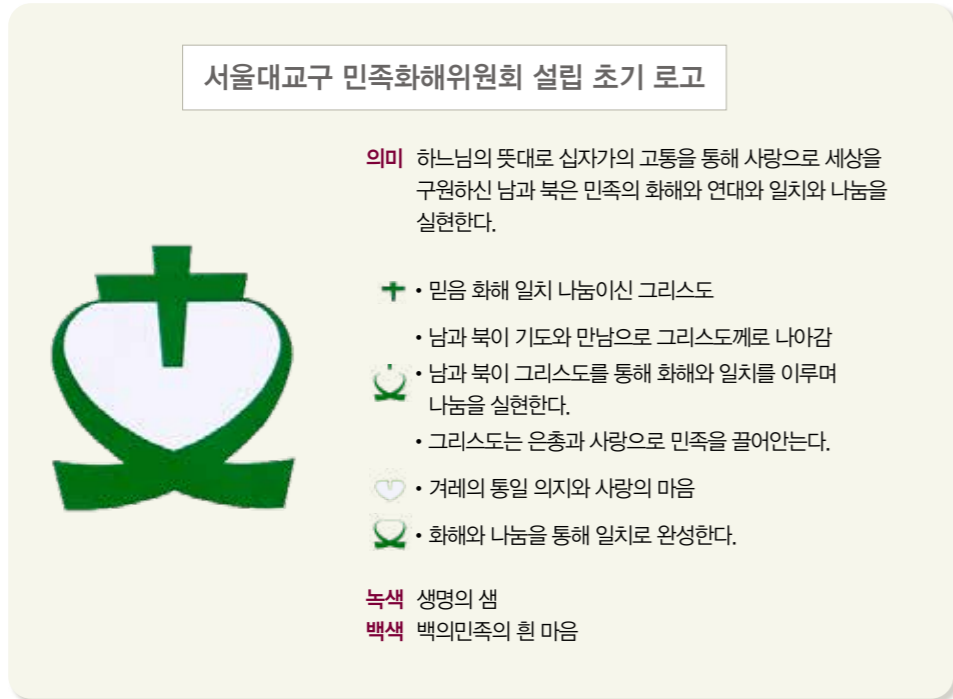 서울대교구 민족화해위원회 설립 초기 로고
의미 하느님의 뜻대로 십자가의 고통을 통해 사랑으로 세상을
구원하신 남과 북은 민족의 화해와 연대와 일치와 나눔을
실현한다.
• 믿음 화해 일치 나눔이신 그리스도
• 남과 북이 기도와 만남으로 그리스도께로 나아감
• 남과 북이 그리스도를 통해 화해와 일치를 이루며
나눔을 실현한다.
• 그리스도는 은총과 사랑으로 민족을 끌어안는다.
• 겨레의 통일 의지와 사랑의 마음
• 화해와 나눔을 통해 일치로 완성한다.
녹색 생명의 샘
백색 백의민족의 흰 마음